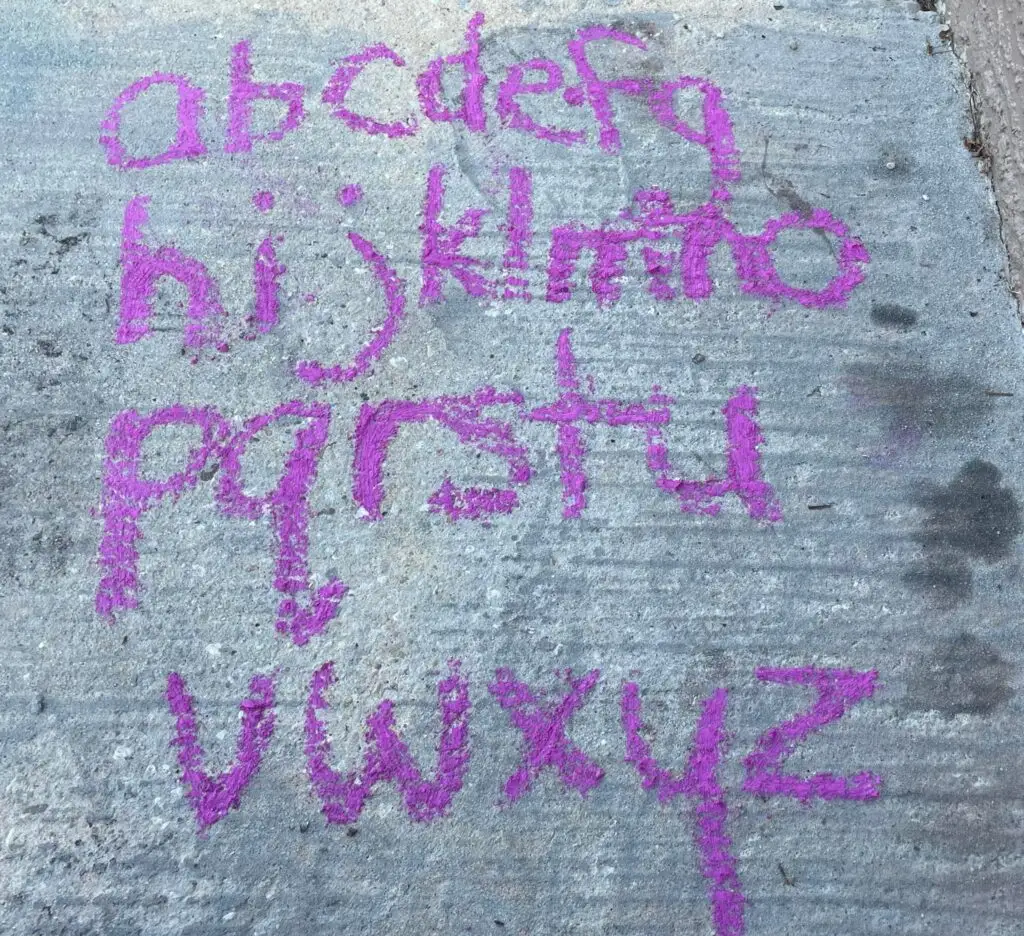 abcdefg
hijklmno
pqrstu
vwxyz